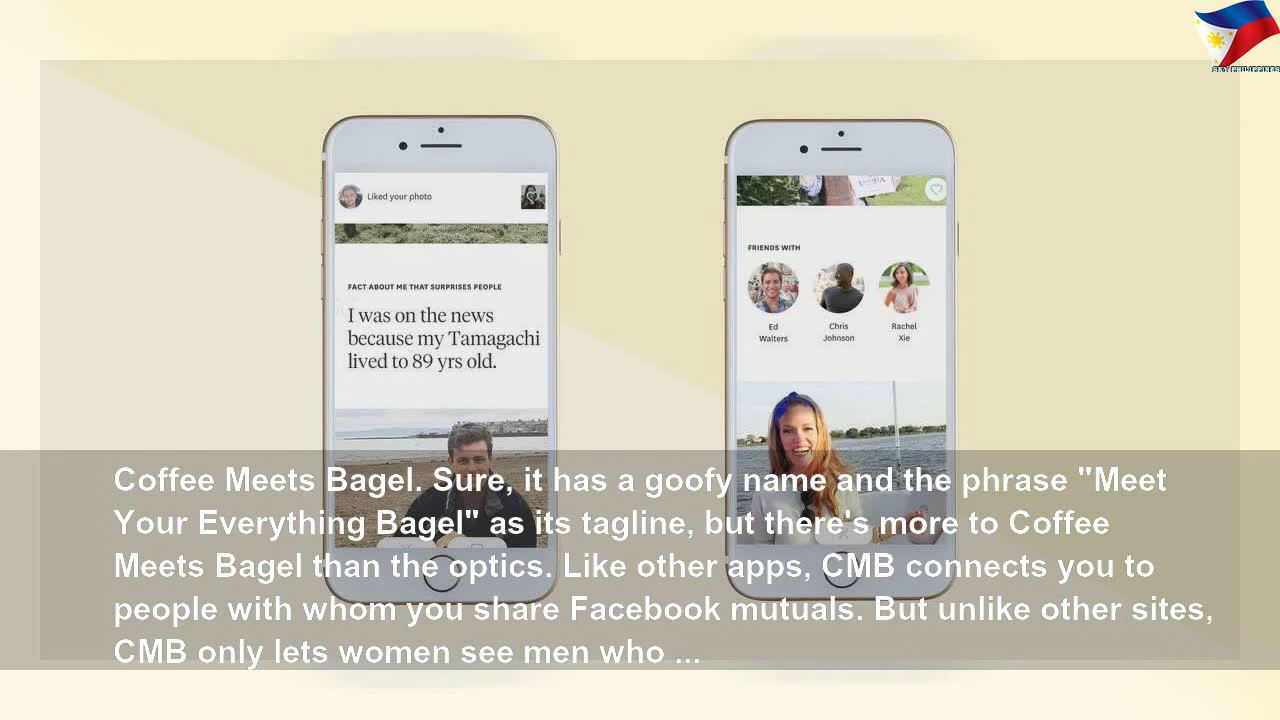 SKYPHILIPPINES
Liked your photo
FACT ABOUT ME THAT SURPRISES PEOPLE
I was on the news
because my Tamagachi
lived to 89 yrs old.
FRIENDS WITH
Ed
Walters
Chris
Johnson
Rachel
Xie
Coffee Meets Bagel. Sure, it has a goofy name and the phrase "Meet
Your Everything Bagel" as its tagline, but there's more to Coffee
Meets Bagel than the optics. Like other apps, CMB connects you to
people with whom you share Facebook mutuals. But unlike other sites,
CMB only lets women see men who ...